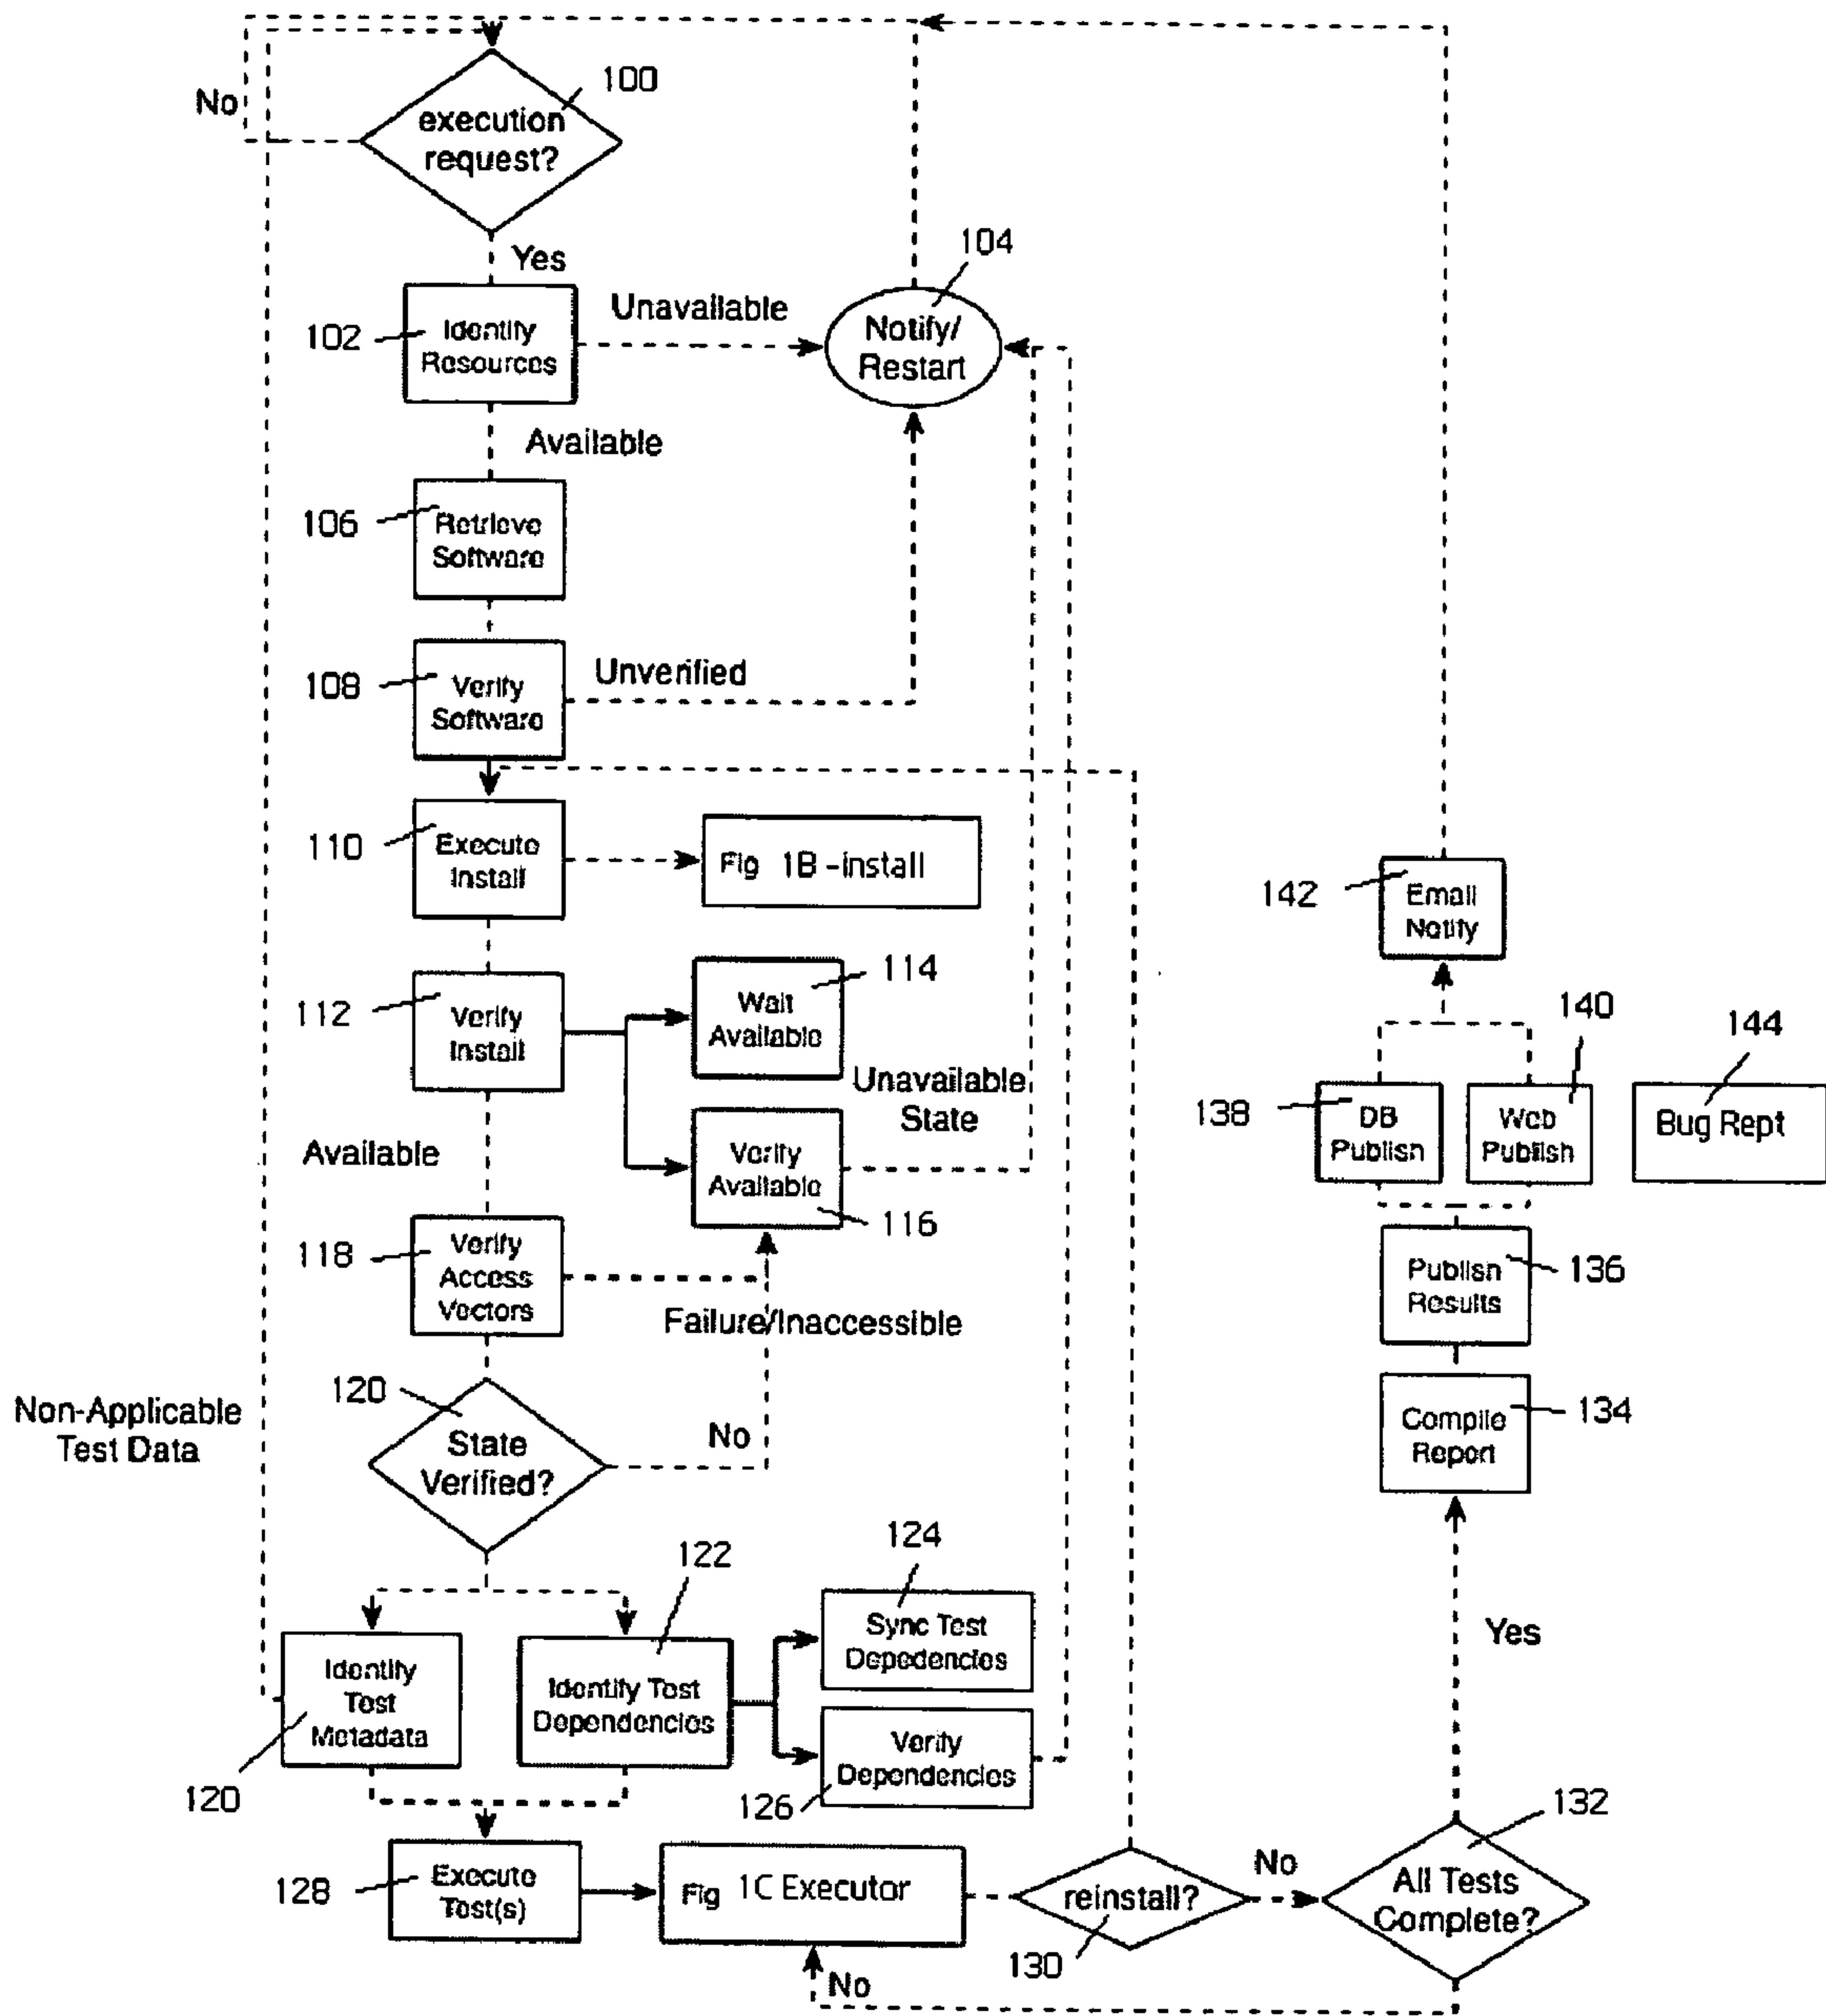 100
No
execution
request?
Yes
104
Unavailable
102
Identify
Resources
Notify/
Restart
Available
106
Retrieve
Software
108
Verify
Software
Unverified
110
Execute
Install
Fig 1B -install
142
Email
Notify
114
112
Verify
Install
Wait
Available
140
144
Unavailable
State
138
DB
Publish
Web
Publish
Bug Rept
Available
Verify
Available
116
118
Verify
Access
Vectors
136
Publish
Results
Failure/Inaccessible
120
Non-Applicable
Test Data
State
Verified?
No
134
Compile
Report
122
124
Sync Test
Depedencies
Yes
Identify
Test
Metadata
Identify Test
Dependencies
Verify
Dependencies
120
126
132
128
Execute
Test(s)
Fig 1C Executor
reinstall?
No
All Tests
Complete?
130
No